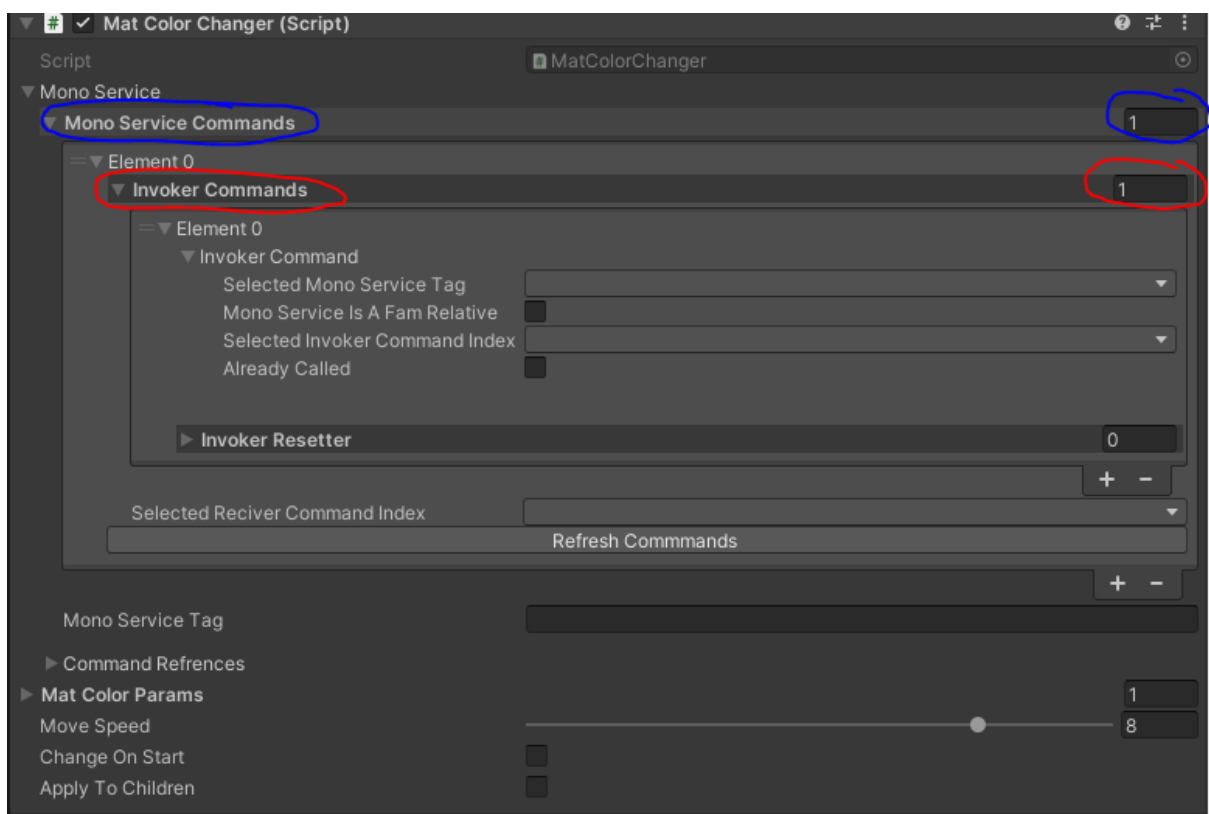 # Mat Color Changer (Script)
Script # MatColorChanger
Mono Service
Mono Service Commands 1
Element 0
Invoker Commands 1
Element 0
Invoker Command
Selected Mono Service Tag
Mono Service Is A Fam Relative
Selected Invoker Command Index
Already Called
Invoker Resetter 0
+ −
Selected Reciver Command Index
Refresh Commmands
+ −
Mono Service Tag
Command Refrences
Mat Color Params 1
Move Speed 8
Change On Start
Apply To Children